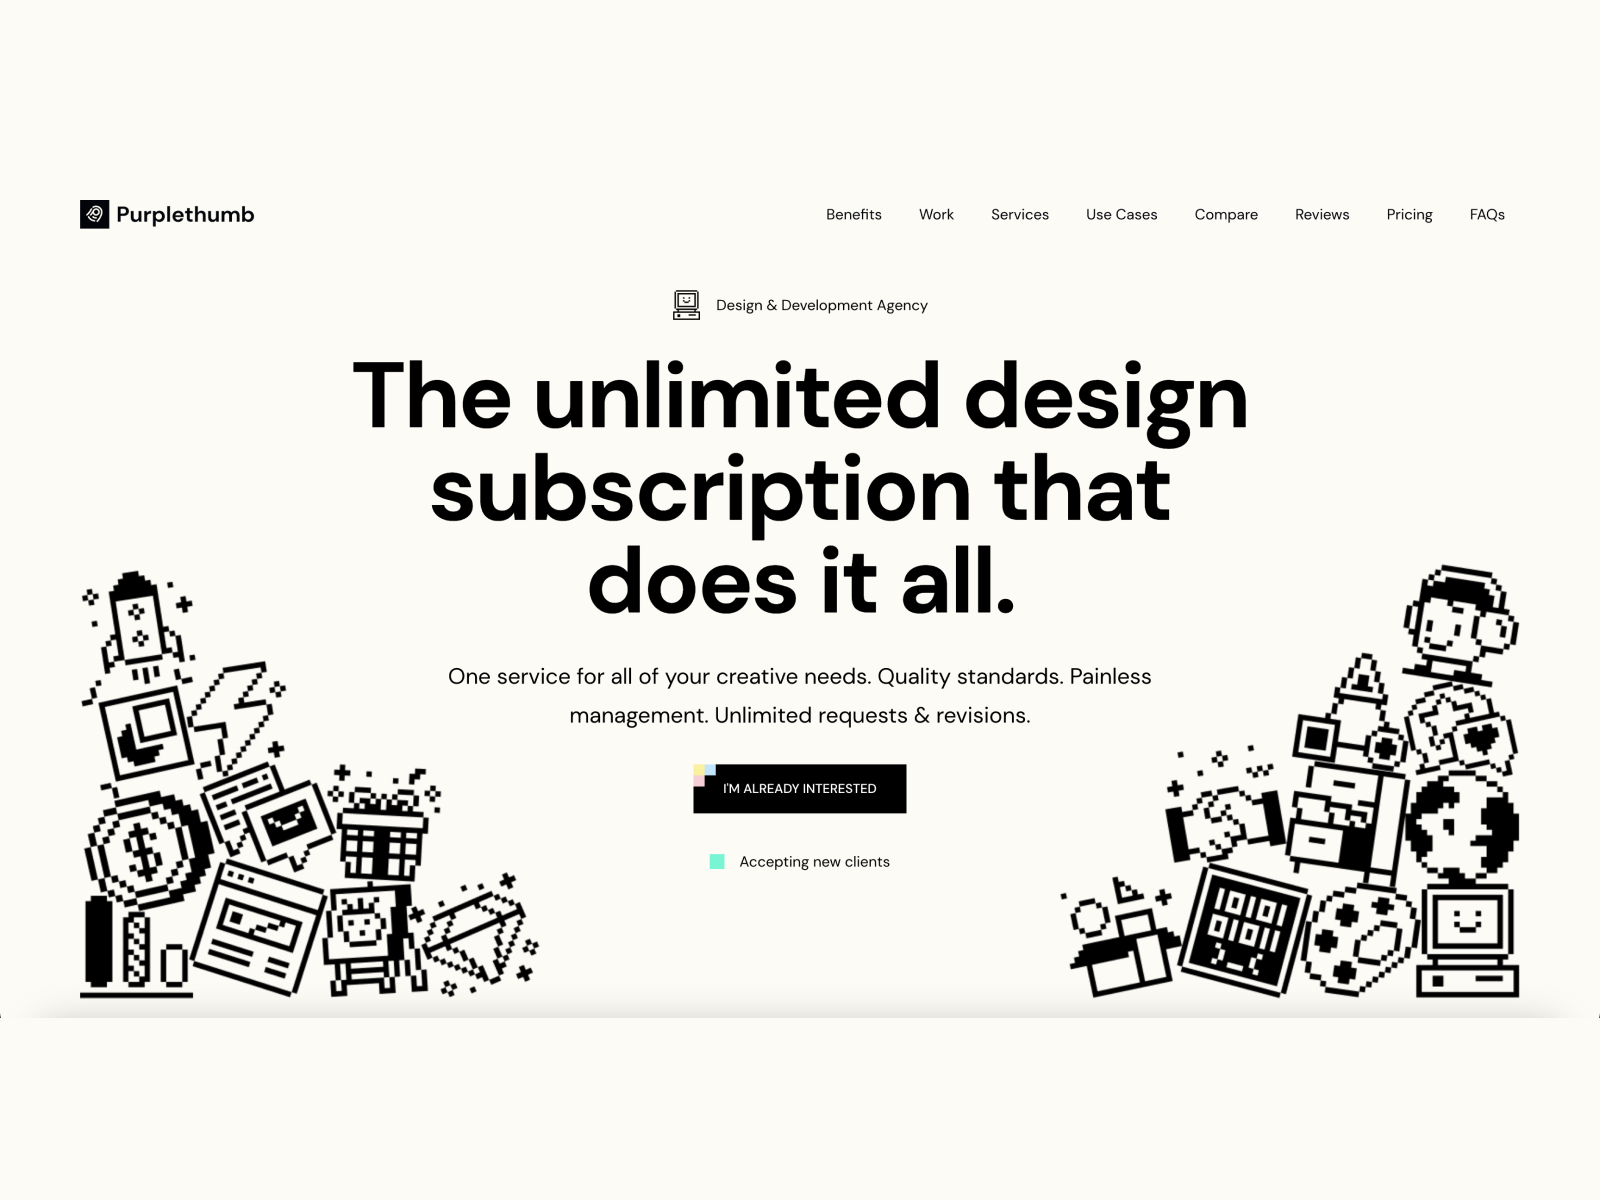 Purplethumb
Benefits Work Services Use Cases Compare Reviews Pricing FAQs
Design & Development Agency
The unlimited design
subscription that
does it all.
One service for all of your creative needs. Quality standards. Painless
management. Unlimited requests & revisions.
I'M ALREADY INTERESTED
Accepting new clients